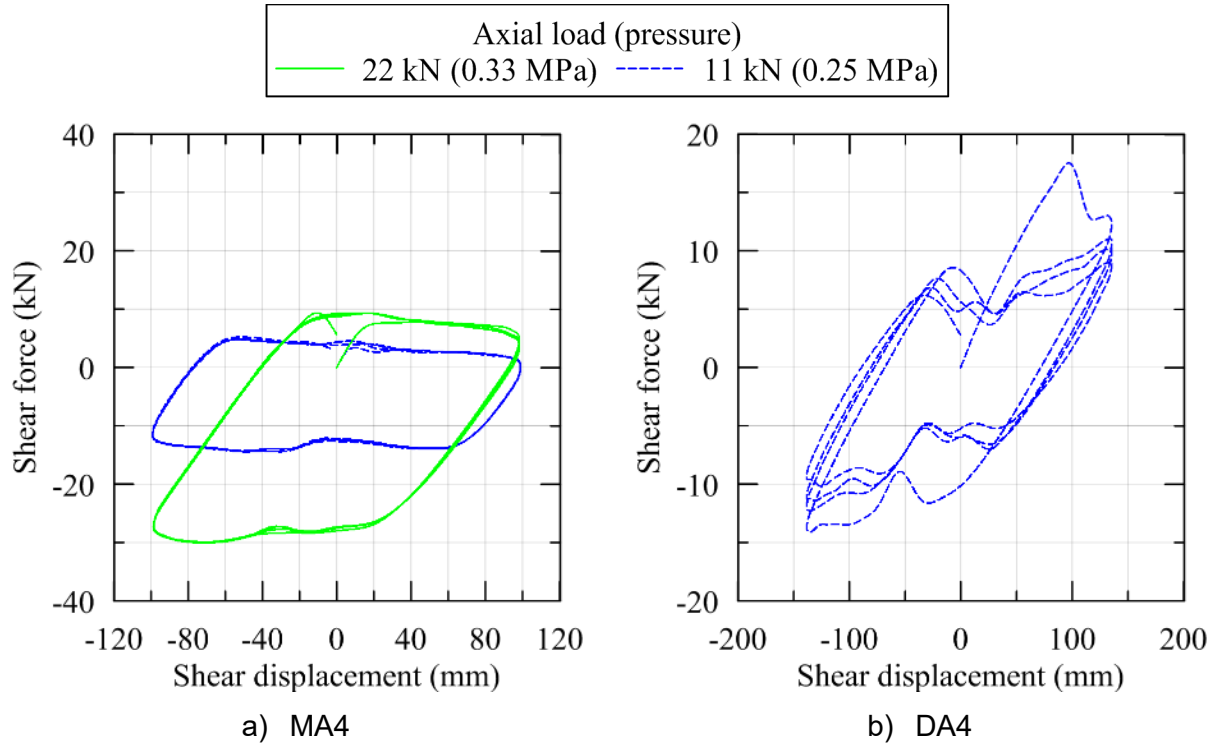 Axial load (pressure)
22 kN (0.33 MPa) 11 kN (0.25 MPa)
40
20
0
-20
-40
-120 -80 -40 0 40 80 120
Shear force (kN)
Shear displacement (mm)
a) MA4
20
10
0
-10
-20
-200 -100 0 100 200
Shear force (kN)
Shear displacement (mm)
b) DA4